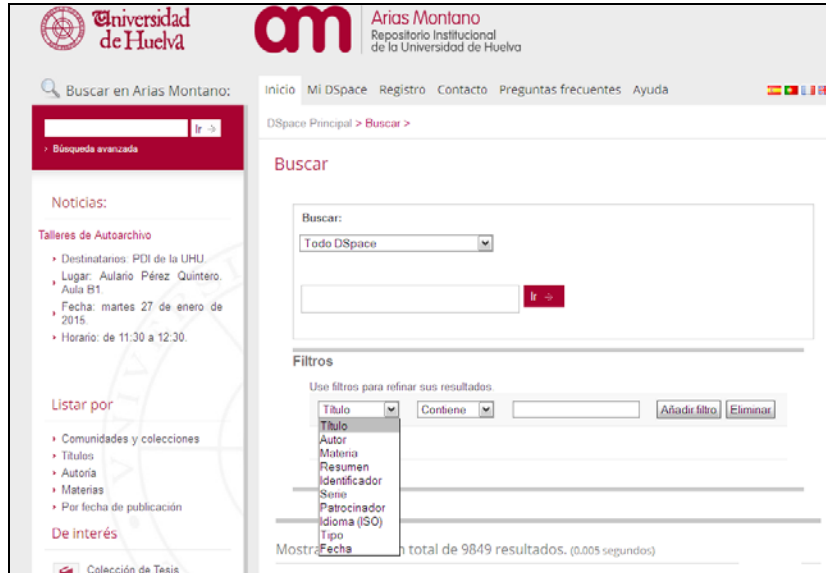 Universidad
de Huelva
am
Arias Montano
Repositorio Institucional
de la Universidad de Huelva
Buscar en Arias Montano:
Inicio Mi DSpace Registro Contacto Preguntas frecuentes Ayuda
Ir
› Búsqueda avanzada
DSpace Principal > Buscar >
Buscar
Buscar:
Todo DSpace
Ir
Noticias:
Talleres de Autoarchivo
Destinatarios: PDI de la UHU.
Lugar: Aulario Pérez Quintero.
Aula B1.
Fecha: martes 27 de enero de
2015.
Horario: de 11:30 a 12:30.
Filtros
Use filtros para refinar sus resultados.
Título Contiene Añadir filtro Eliminar
Título
Autor
Materia
Resumen
Identificador
Serie
Patrocinador
Idioma (ISO)
Tipo
Fecha
Listar por
Comunidades y colecciones
Títulos
Autoría
Materias
Por fecha de publicación
De interés
Colección de Tesis
Mostra n total de 9849 resultados. (0.005 segundos)